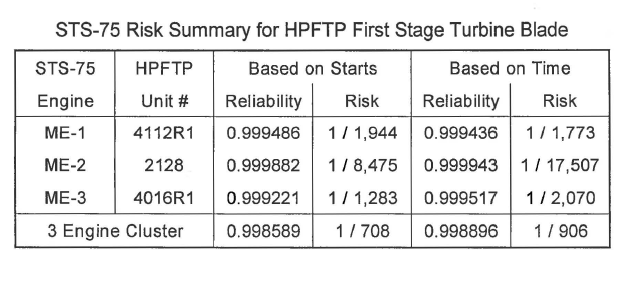 STS-75 Risk Summary for HPFTP First Stage Turbine Blade
STS-75 HPFTP Based on Starts Based on Time
Engine Unit # Reliability Risk Reliability Risk
ME-1 4112R1 0.999486 1 / 1,944 0.999436 1 / 1,773
ME-2 2128 0.999882 1 / 8,475 0.999943 1 / 17,507
ME-3 4016R1 0.999221 1 / 1,283 0.999517 1 / 2,070
3 Engine Cluster 0.998589 1 / 708 0.998896 1 / 906